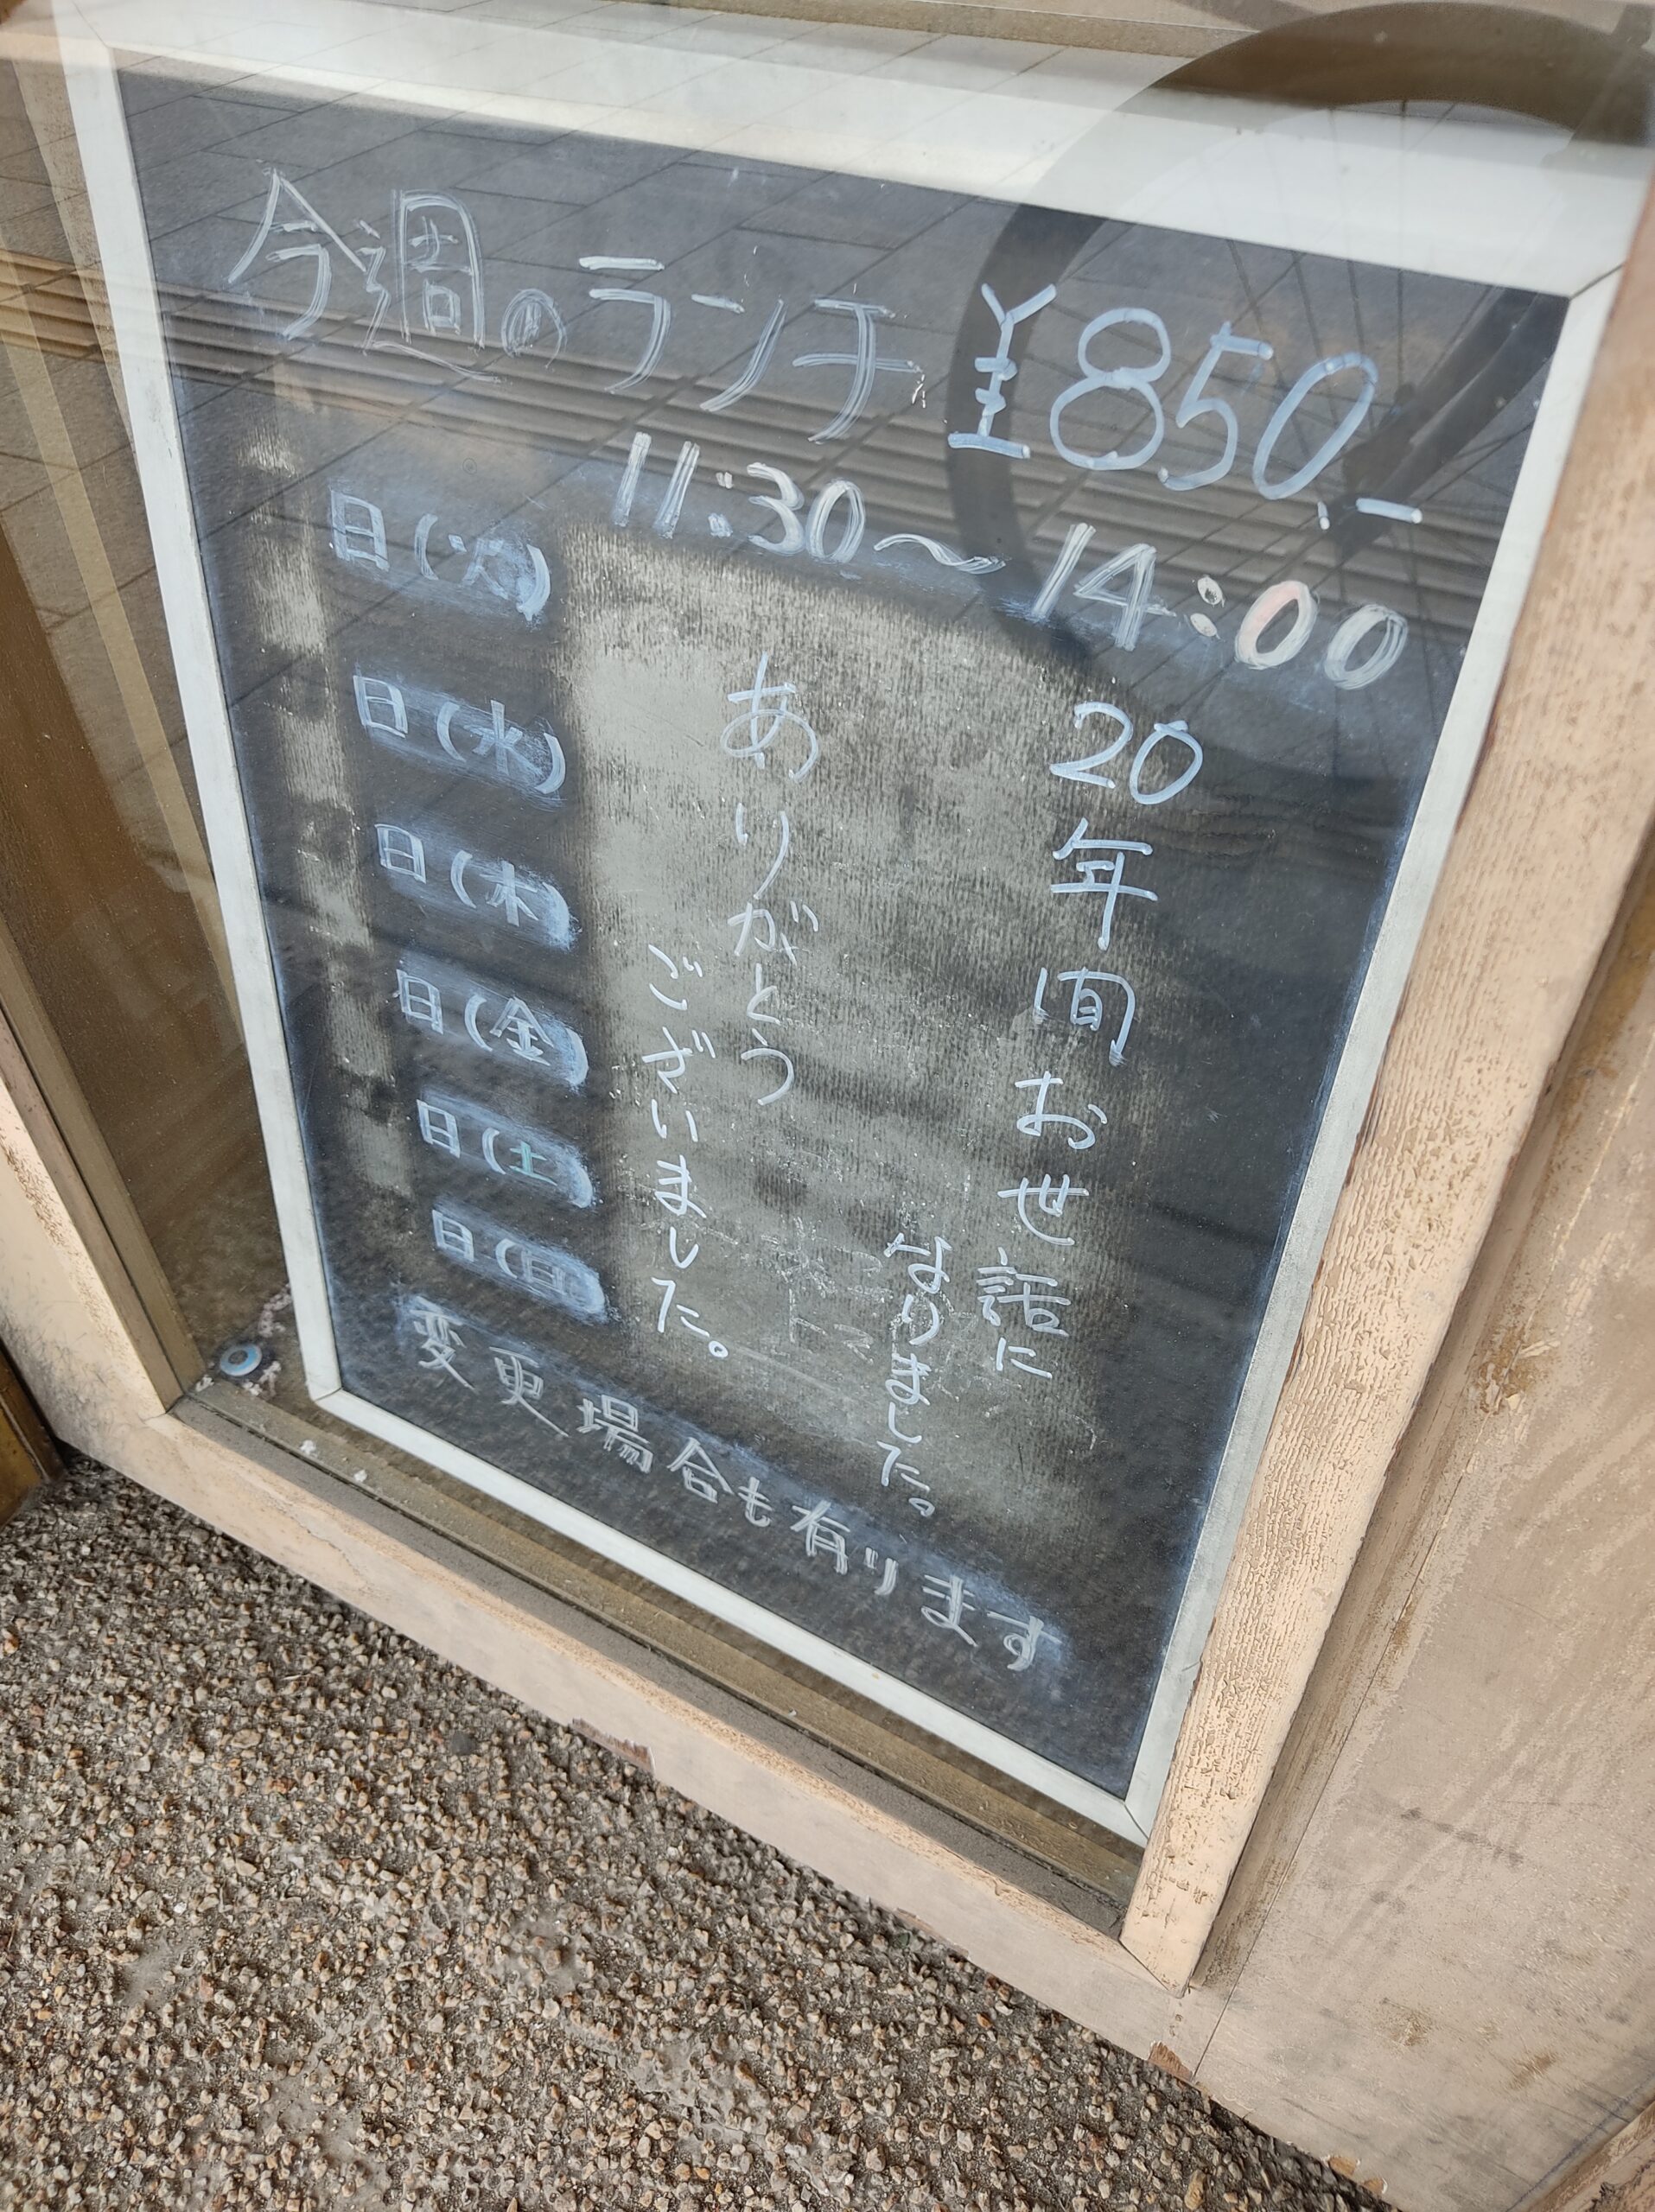 今週のランチ ¥850.-
11:30〜14:00
日(火)
日(水)
日(木)
日(金)
日(土)
日(日)
20年間お世話に
なりました。
ありがとう
ございました。
変更場合も有ります